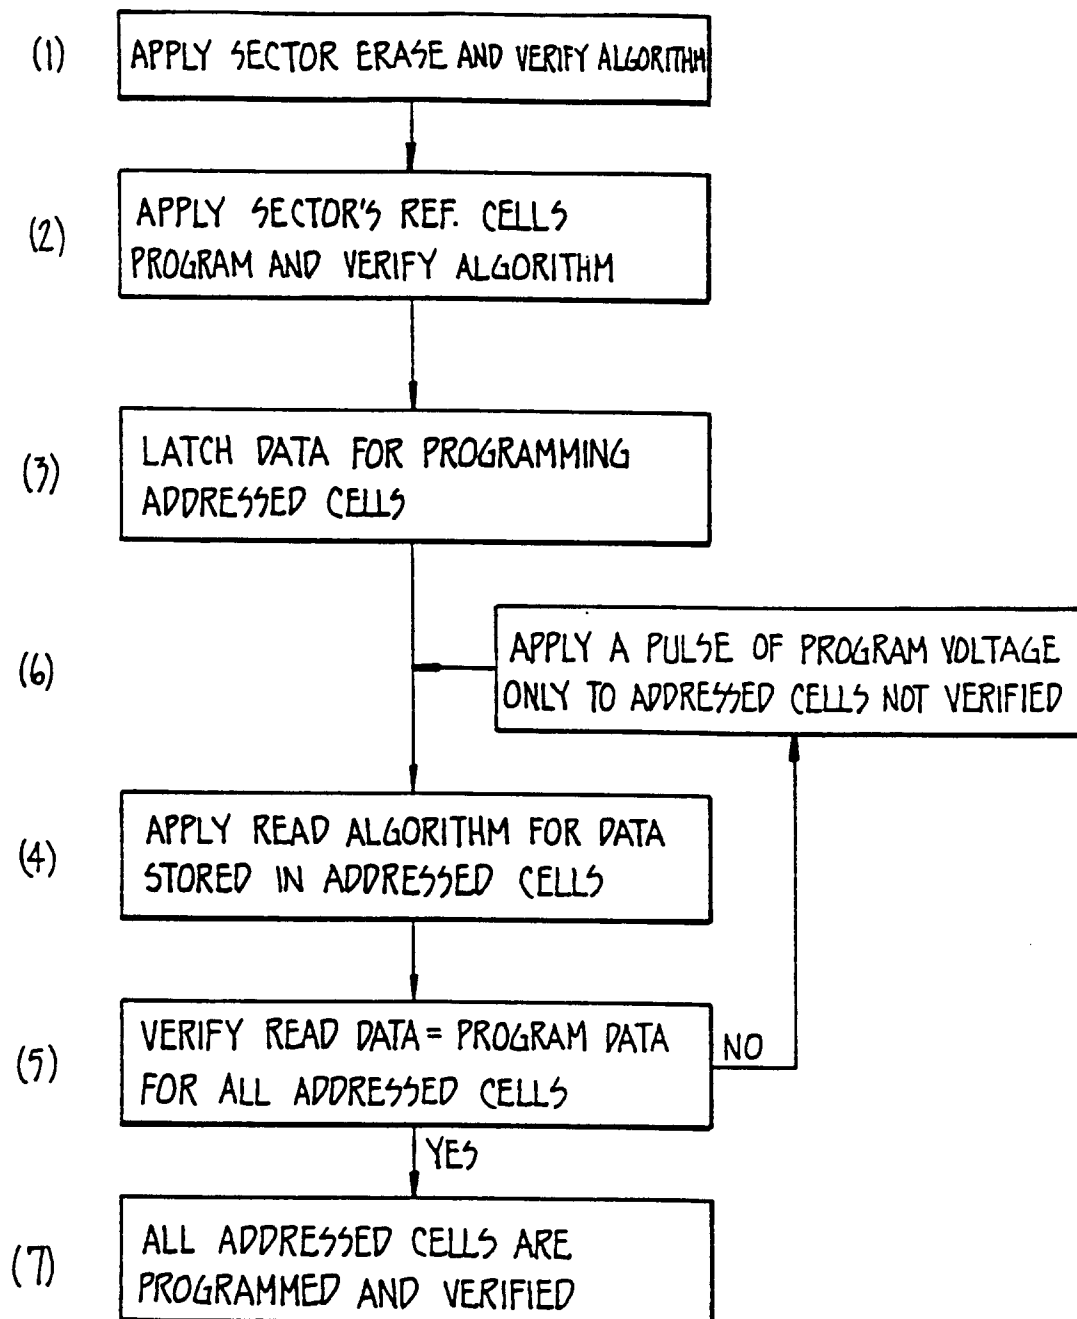 (1)
APPLY SECTOR ERASE AND VERIFY ALGORITHM
(2)
APPLY SECTOR'S REF. CELLS
PROGRAM AND VERIFY ALGORITHM
(3)
LATCH DATA FOR PROGRAMMING
ADDRESSED CELLS
(6)
APPLY A PULSE OF PROGRAM VOLTAGE
ONLY TO ADDRESSED CELLS NOT VERIFIED
(4)
APPLY READ ALGORITHM FOR DATA
STORED IN ADDRESSED CELLS
(5)
VERIFY READ DATA = PROGRAM DATA
FOR ALL ADDRESSED CELLS
NO
YES
(7)
ALL ADDRESSED CELLS ARE
PROGRAMMED AND VERIFIED